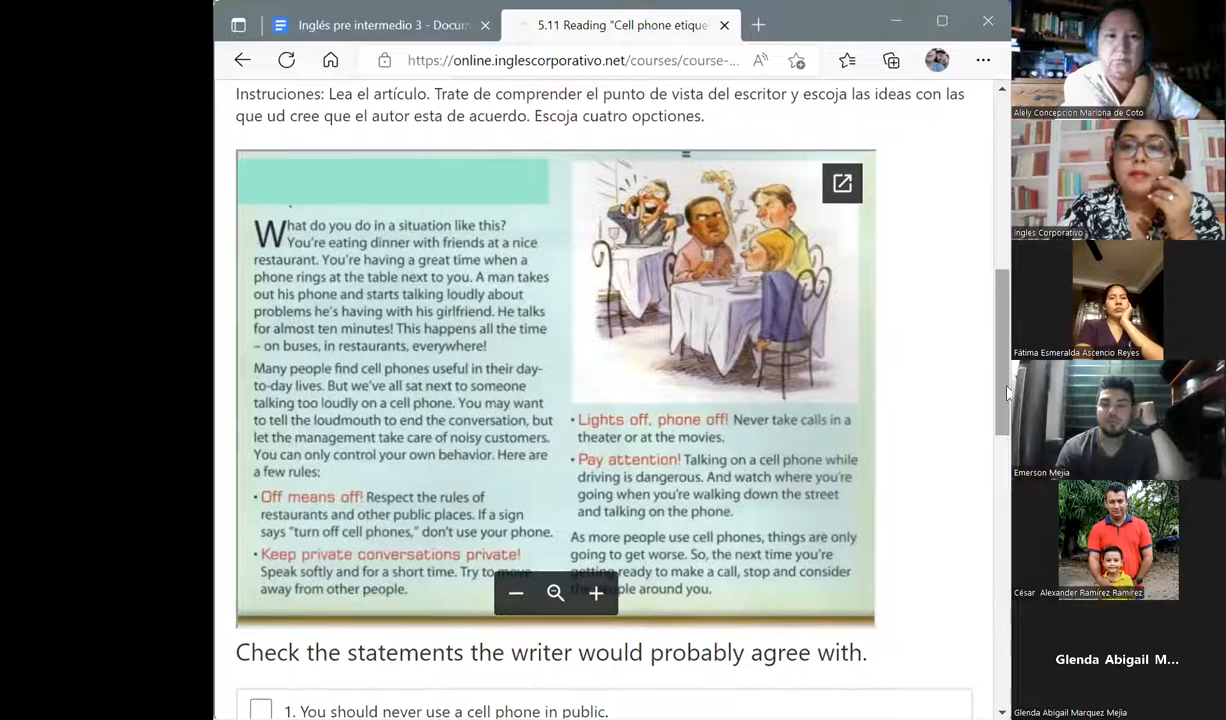 Inglés pre intermedio 3 - Docum
5.11 Reading "Cell phone etique
https://online.inglescorporativo.net/courses/course-...
Instruciones: Lea el artículo. Trate de comprender el punto de vista del escritor y escoja las ideas con las
que ud cree que el autor esta de acuerdo. Escoja cuatro opctiones.
What do you do in a situation like this?
You're eating dinner with friends at a nice
restaurant. You're having a great time when a
phone rings at the table next to you. A man takes
out his phone and starts talking loudly about
problems he's having with his girlfriend. He talks
for almost ten minutes! This happens all the time
– on buses, in restaurants, everywhere!
Many people find cell phones useful in their day-
to-day lives. But we've all sat next to someone
talking too loudly on a cell phone. You may want
to tell the loudmouth to end the conversation, but
let the management take care of noisy customers.
You can only control your own behavior. Here are
a few rules:
• Off means off! Respect the rules of
restaurants and other public places. If a sign
says "turn off cell phones," don't use your phone.
• Keep private conversations private!
Speak softly and for a short time. Try to move
away from other people.
• Lights off, phone off! Never take calls in a
theater or at the movies.
• Pay attention! Talking on a cell phone while
driving is dangerous. And watch where you're
going when you're walking down the street
and talking on the phone.
As more people use cell phones, things are only
going to get worse. So, the next time you're
getting ready to make a call, stop and consider
the people around you.
Check the statements the writer would probably agree with.
1. You should never use a cell phone in public.
Alely Concepcion Mariona de Coto
Ingles Corporativo
Fátima Esmeralda Ascencio Reyes
Emerson Mejia
César Alexander Ramírez Ramírez
Glenda Abigail M...
Glenda Abigail Marquez Mejia